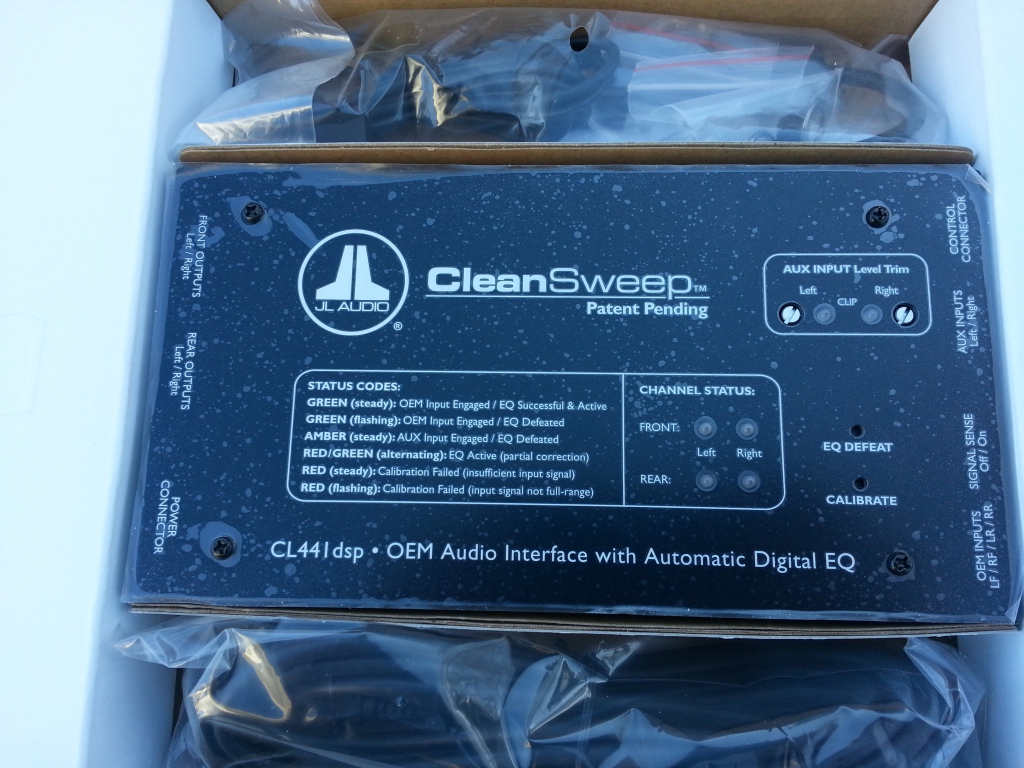 FRONT OUTPUTS
Left / Right
REAR OUTPUTS
Left / Right
POWER
CONNECTOR
JL AUDIO
®
CleanSweep™
Patent Pending
AUX INPUT Level Trim
Left Right
CLIP
STATUS CODES:
GREEN (steady): OEM Input Engaged / EQ Successful & Active
GREEN (flashing): OEM Input Engaged / EQ Defeated
AMBER (steady): AUX Input Engaged / EQ Defeated
RED/GREEN (alternating): EQ Active (partial correction)
RED (steady): Calibration Failed (insufficient input signal)
RED (flashing): Calibration Failed (input signal not full-range)
CHANNEL STATUS:
FRONT:
Left Right
REAR:
EQ DEFEAT
CALIBRATE
CL441dsp • OEM Audio Interface with Automatic Digital EQ
CONTROL
CONNECTOR
AUX INPUTS
Left / Right
SIGNAL SENSE
Off / On
OEM INPUTS
LF / RF / LR / RR